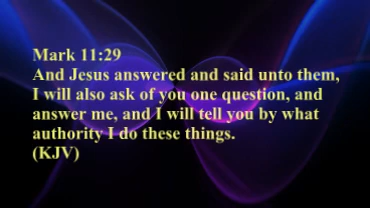 Mark 11:29
And Jesus answered and said unto them,
I will also ask of you one question, and
answer me, and I will tell you by what
authority I do these things.
(KJV)